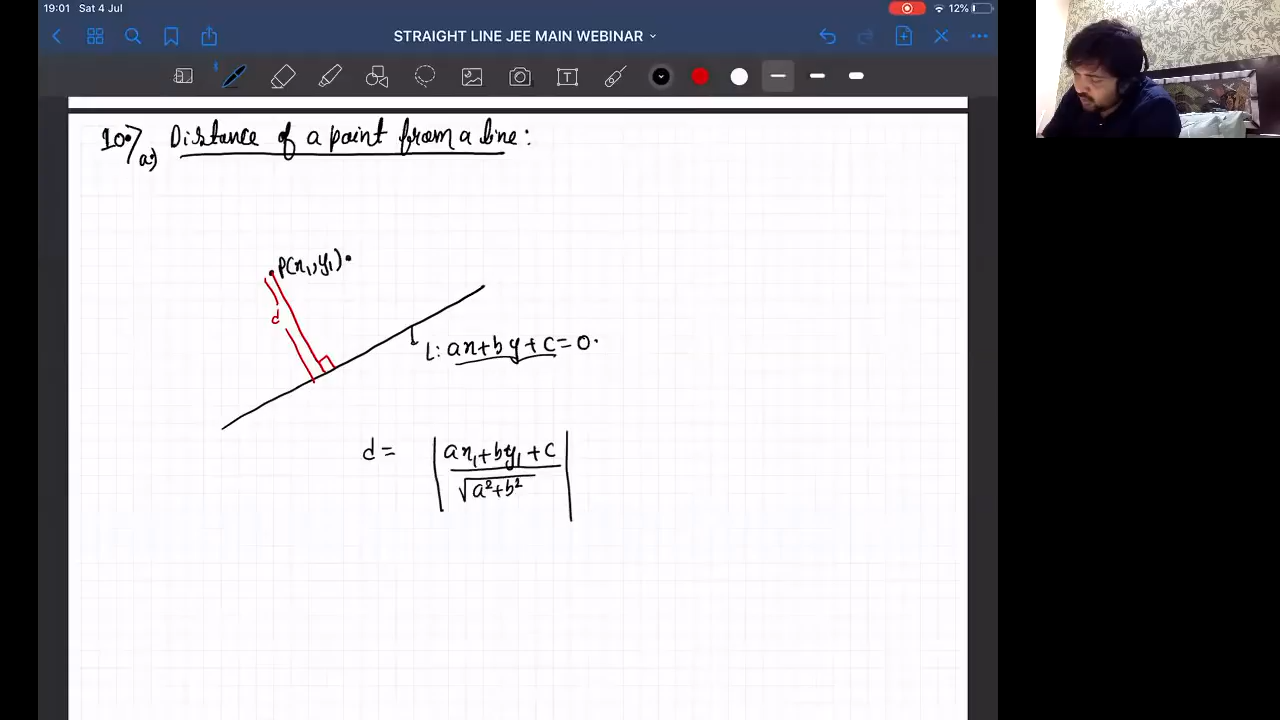 19:01 Sat 4 Jul
12%
STRAIGHT LINE JEE MAIN WEBINAR
T
10·/a·) Distance of a point from a line:
P(x₁,y₁)·
d
L: ax+by+c=0·
d = |ax₁+by₁+c / √a²+b²|